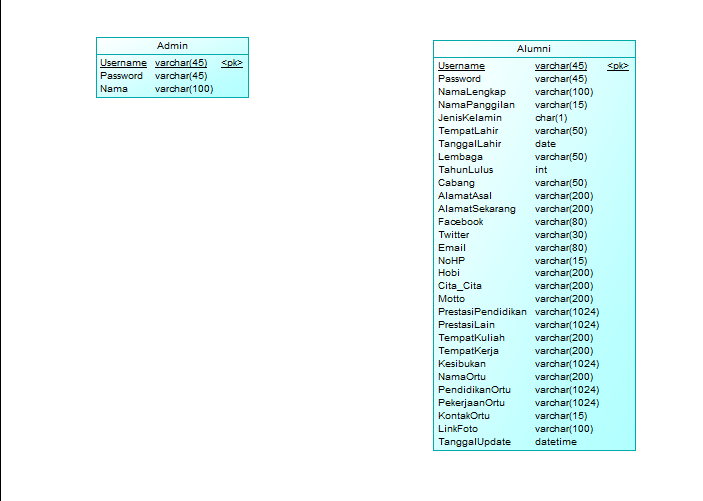 Admin
Username varchar(45) <pk>
Password varchar(45)
Nama varchar(100)
Alumni
Username varchar(45) <pk>
Password varchar(45)
NamaLengkap varchar(100)
NamaPanggilan varchar(15)
JenisKelamin char(1)
TempatLahir varchar(50)
TanggalLahir date
Lembaga varchar(50)
TahunLulus int
Cabang varchar(50)
AlamatAsal varchar(200)
AlamatSekarang varchar(200)
Facebook varchar(80)
Twitter varchar(30)
Email varchar(80)
NoHP varchar(15)
Hobi varchar(200)
Cita_Cita varchar(200)
Motto varchar(200)
PrestasiPendidikan varchar(1024)
PrestasiLain varchar(1024)
TempatKuliah varchar(200)
TempatKerja varchar(200)
Kesibukan varchar(1024)
NamaOrtu varchar(200)
PendidikanOrtu varchar(1024)
PekerjaanOrtu varchar(1024)
KontakOrtu varchar(15)
LinkFoto varchar(100)
TanggalUpdate datetime